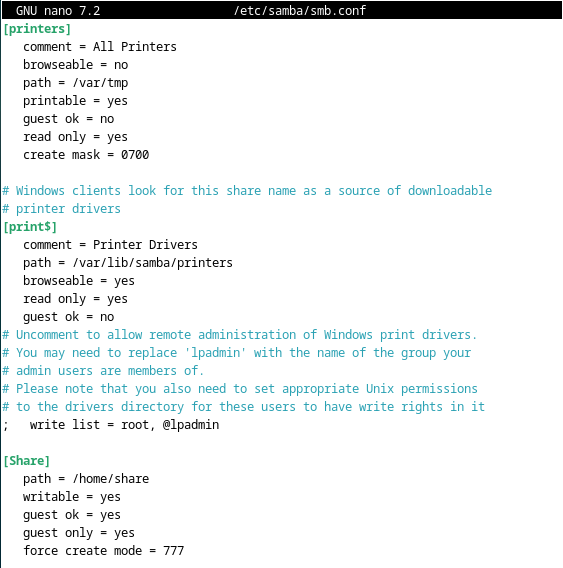 GNU nano 7.2 /etc/samba/smb.conf
[printers]
comment = All Printers
browseable = no
path = /var/tmp
printable = yes
guest ok = no
read only = yes
create mask = 0700
# Windows clients look for this share name as a source of downloadable
# printer drivers
[print$]
comment = Printer Drivers
path = /var/lib/samba/printers
browseable = yes
read only = yes
guest ok = no
# Uncomment to allow remote administration of Windows print drivers.
# You may need to replace 'lpadmin' with the name of the group your
# admin users are members of.
# Please note that you also need to set appropriate Unix permissions
# to the drivers directory for these users to have write rights in it
; write list = root, @lpadmin
[Share]
path = /home/share
writable = yes
guest ok = yes
guest only = yes
force create mode = 777